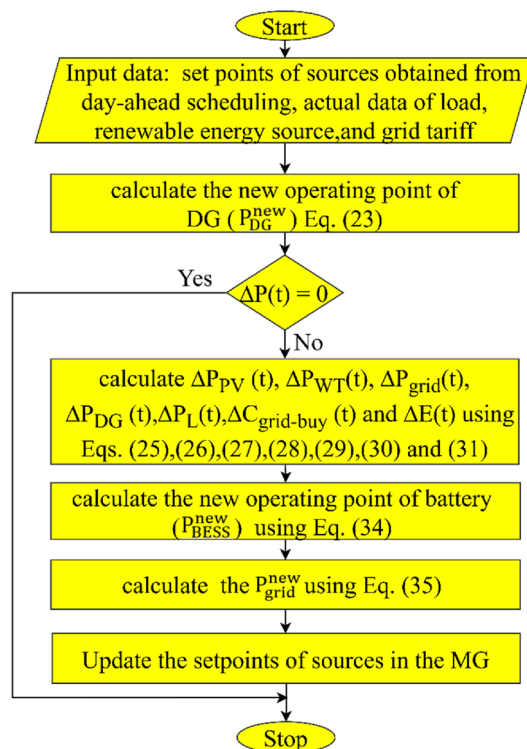 Start
Input data: set points of sources obtained from
day-ahead scheduling, actual data of load,
renewable energy source,and grid tariff
calculate the new operating point of
DG ( P_DG^new ) Eq. (23)
Yes
ΔP(t) = 0
No
calculate ΔP_PV (t), ΔP_WT(t), ΔP_grid(t),
ΔP_DG (t),ΔP_L(t),ΔC_grid-buy (t) and ΔE(t) using
Eqs. (25),(26),(27),(28),(29),(30) and (31)
calculate the new operating point of battery
(P_BESS^new) using Eq. (34)
calculate the P_grid^new using Eq. (35)
Update the setpoints of sources in the MG
Stop